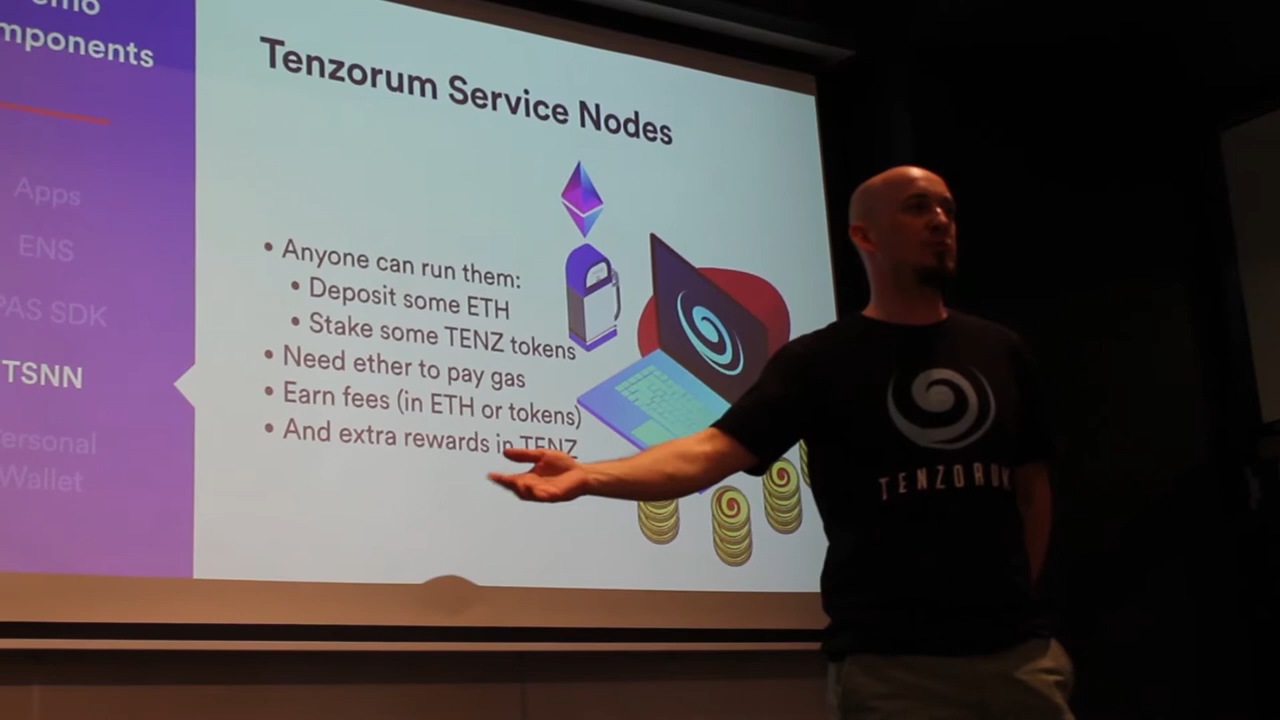 mponents
Apps
ENS
PAS SDK
TSNN
ersonal
Wallet
Tenzorum Service Nodes
• Anyone can run them:
• Deposit some ETH
• Stake some TENZ tokens
• Need ether to pay gas
• Earn fees (in ETH or tokens)
• And extra rewards in TENZ
TENZORUM